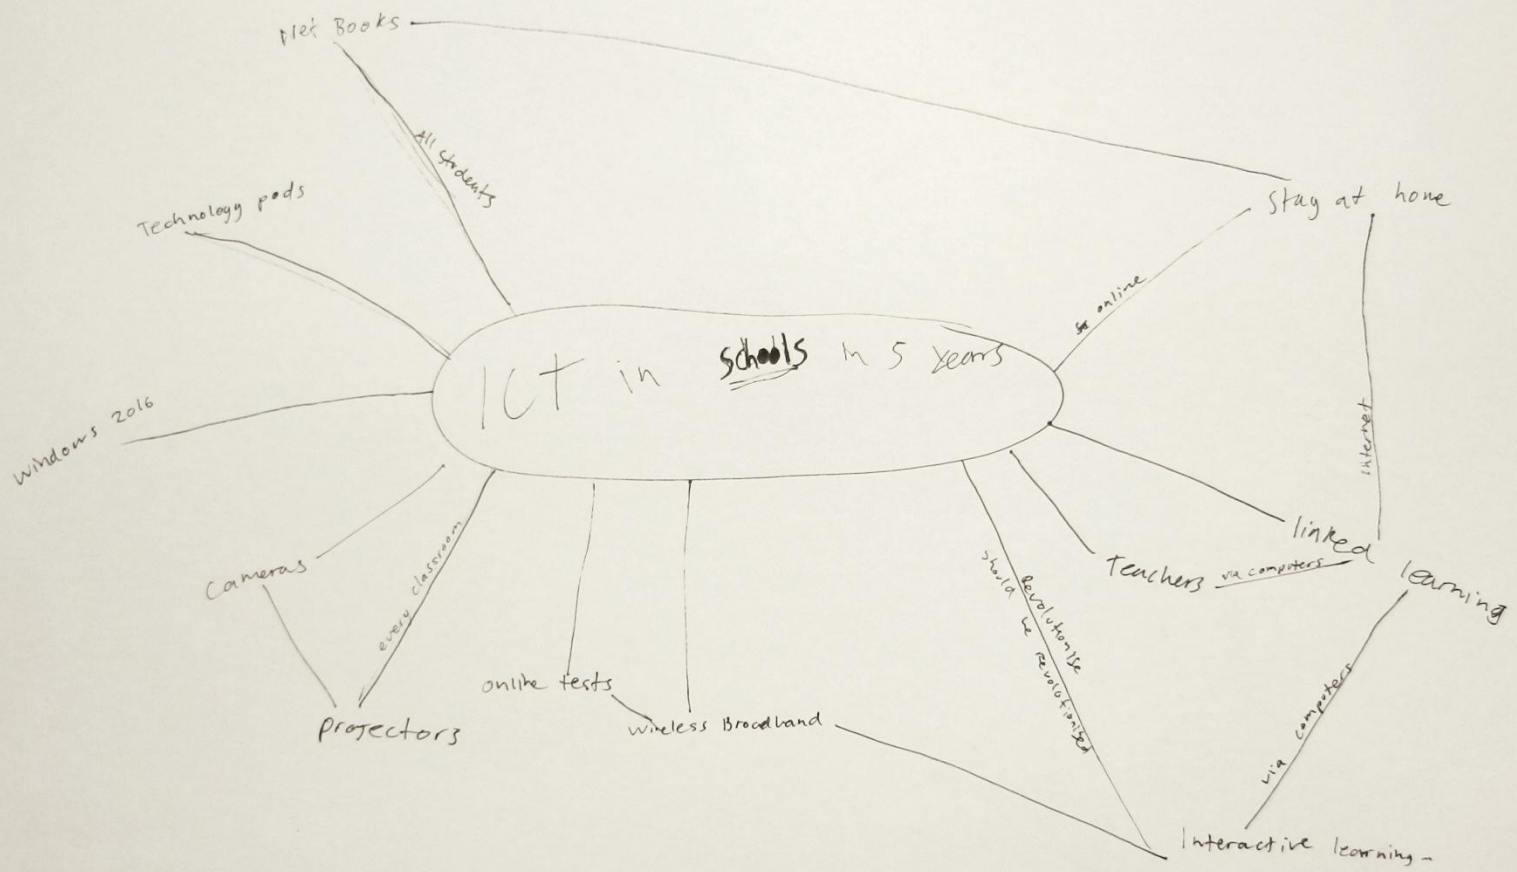 Net Books
All students
Technology pods
Stay at home
online
ICT in schools in 5 years
Windows 2016
internet
linked learning
Teachers via computers
Cameras
every classroom
should be revolutionised
Revolutionise
online tests
Projectors
Wireless Broadband
via computers
Interactive learning